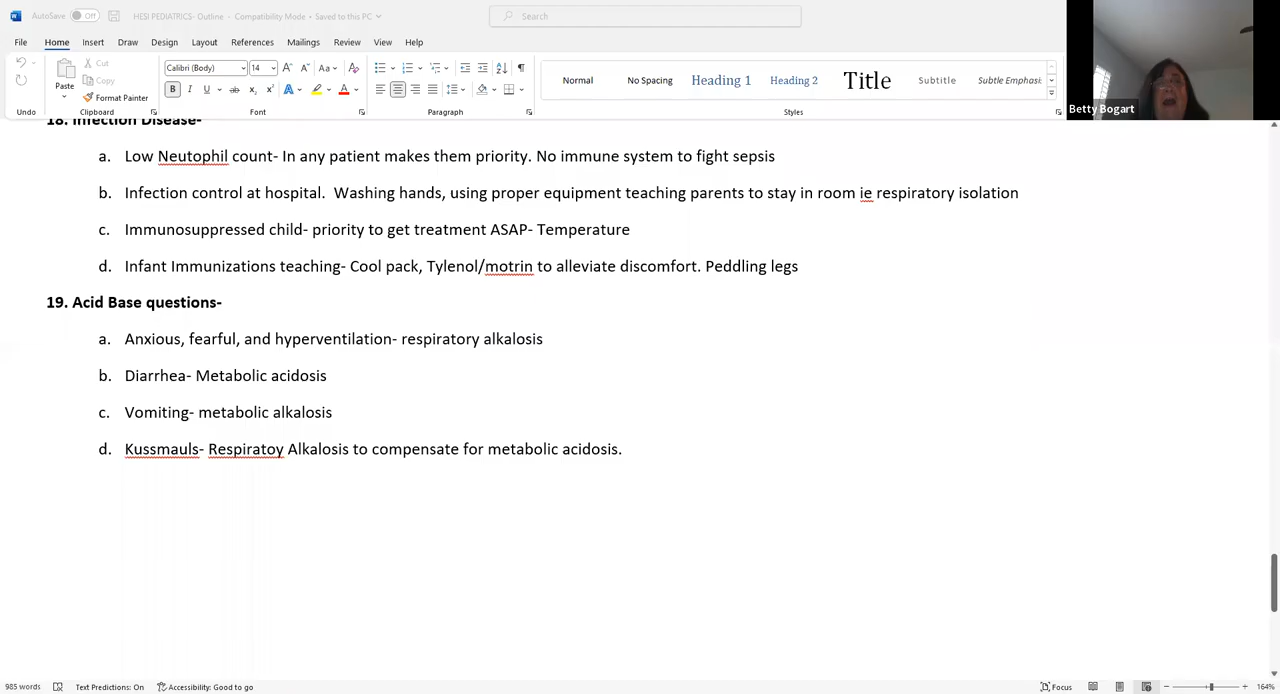 AutoSave Off HESI PEDIATRICS- Outline - Compatibility Mode • Saved to this PC Search
File Home Insert Draw Design Layout References Mailings Review View Help
Calibri (Body) 14 Aa Cut
Paste Copy
Format Painter
Normal No Spacing Heading 1 Heading 2 Title Subtitle Subtle Emphasi
Undo Clipboard Font Paragraph Styles
Betty Bogart
18. Infection Disease-
a. Low Neutophil count- In any patient makes them priority. No immune system to fight sepsis
b. Infection control at hospital. Washing hands, using proper equipment teaching parents to stay in room ie respiratory isolation
c. Immunosuppressed child- priority to get treatment ASAP- Temperature
d. Infant Immunizations teaching- Cool pack, Tylenol/motrin to alleviate discomfort. Peddling legs
19. Acid Base questions-
a. Anxious, fearful, and hyperventilation- respiratory alkalosis
b. Diarrhea- Metabolic acidosis
c. Vomiting- metabolic alkalosis
d. Kussmauls- Respiratoy Alkalosis to compensate for metabolic acidosis.
985 words Text Predictions: On Accessibility: Good to go Focus 164%